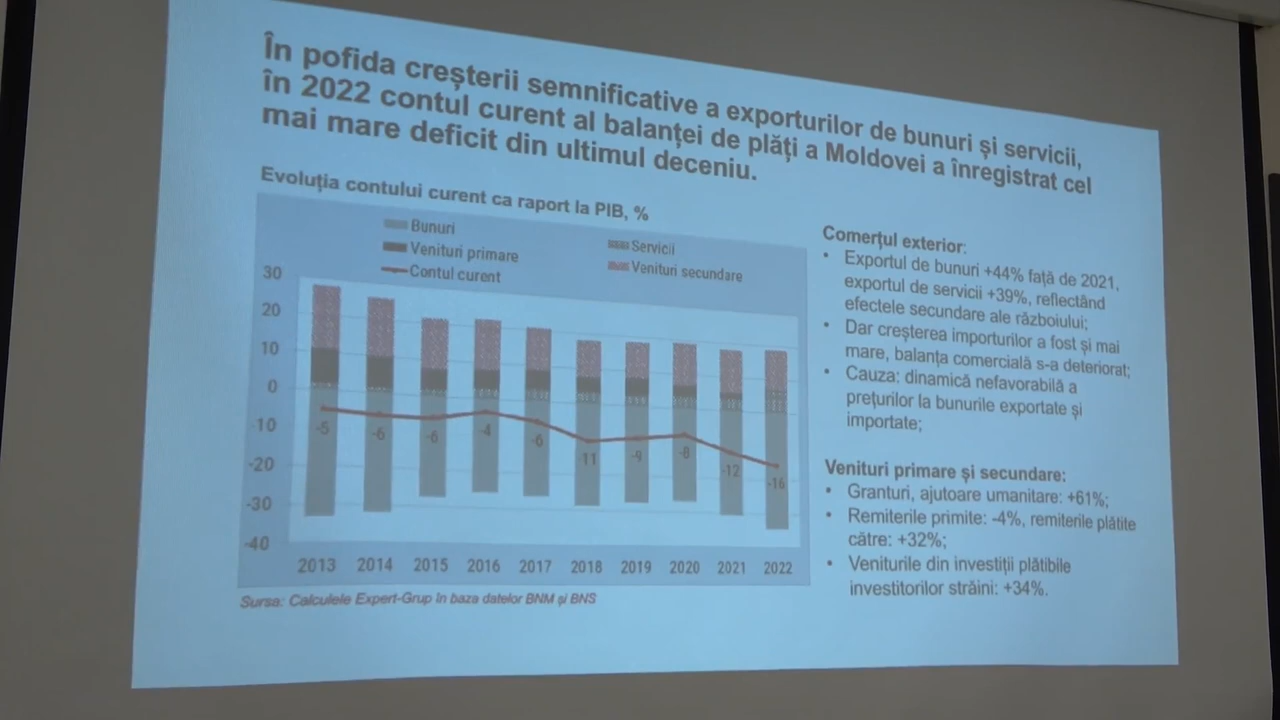 În pofida creșterii semnificative a exporturilor de bunuri și servicii,
în 2022 contul curent al balanței de plăți a Moldovei a înregistrat cel
mai mare deficit din ultimul deceniu.
Evoluția contului curent ca raport la PIB, %
Bunuri
Servicii
Venituri primare
Venituri secundare
Contul curent
30
20
10
0
-10
-20
-30
-40
-5 -6 -6 -4 -6 -11 -9 -8 -12 -16
2013 2014 2015 2016 2017 2018 2019 2020 2021 2022
Sursa: Calculele Expert-Grup în baza datelor BNM și BNS
Comerțul exterior:
• Exportul de bunuri +44% față de 2021,
exportul de servicii +39%, reflectând
efectele secundare ale războiului;
• Dar creșterea importurilor a fost și mai
mare, balanța comercială s-a deteriorat;
• Cauza: dinamică nefavorabilă a
prețurilor la bunurile exportate și
importate;
Venituri primare și secundare:
• Granturi, ajutoare umanitare: +61%;
• Remiterile primite: -4%, remiterile plătite
către: +32%;
• Veniturile din investiții plătibile
investitorilor străini: +34%.